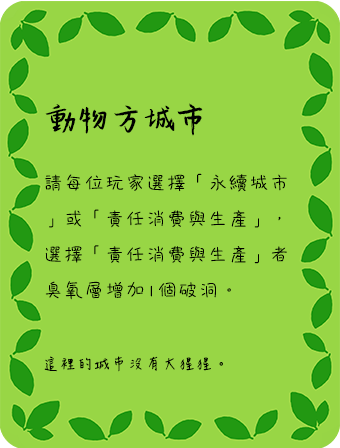 動物方城市
請每位玩家選擇「永續城市
」或「責任消費與生產」，
選擇「責任消費與生產」者
臭氧層增加1個破洞。
這裡的城市沒有大猩猩。